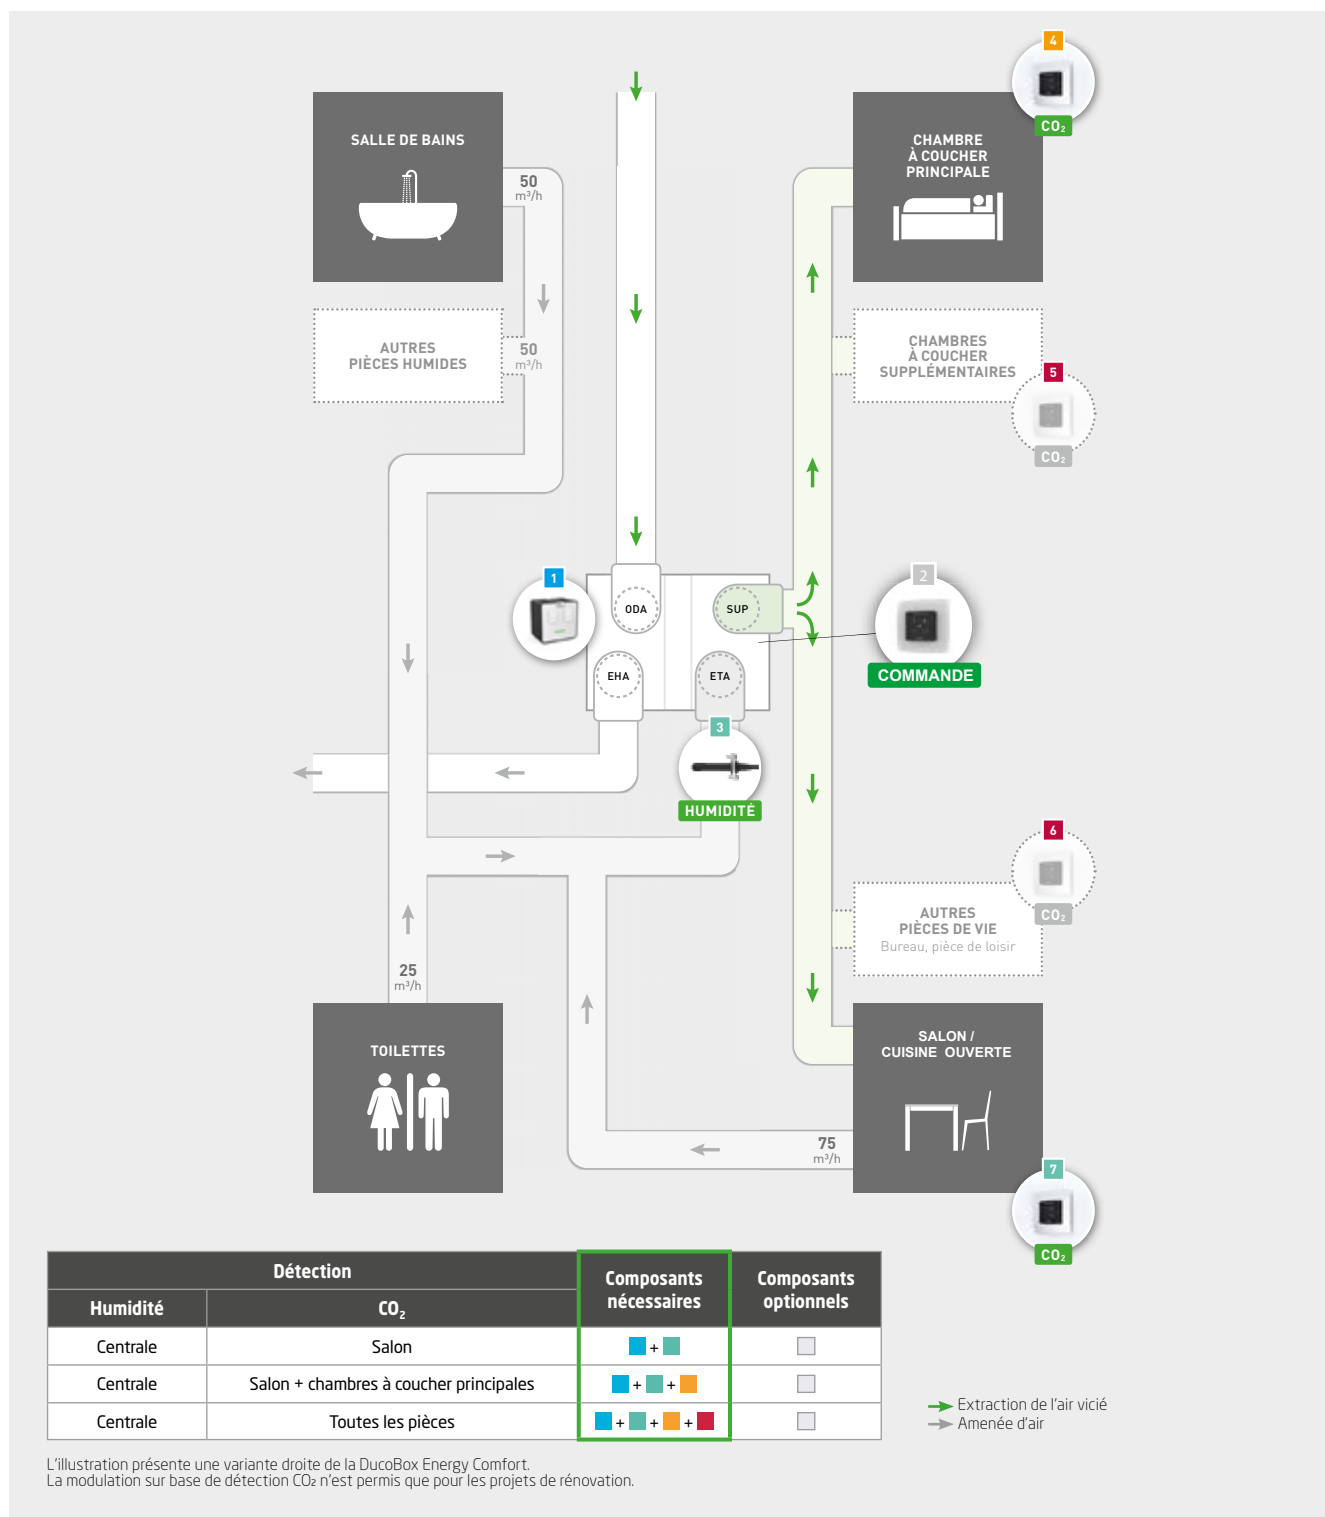 4
CO₂
SALLE DE BAINS
50
m³/h
CHAMBRE
À COUCHER
PRINCIPALE
AUTRES
PIÈCES HUMIDES
50
m³/h
CHAMBRES
À COUCHER
SUPPLÉMENTAIRES
5
CO₂
1
ODA
SUP
EHA
ETA
2
COMMANDE
3
HUMIDITÉ
6
CO₂
AUTRES
PIÈCES DE VIE
Bureau, pièce de loisir
25
m³/h
TOILETTES
SALON /
CUISINE OUVERTE
75
m³/h
7
CO₂
Détection
Composants
nécessaires
Composants
optionnels
Humidité
CO₂
Centrale
Salon
+
Centrale
Salon + chambres à coucher principales
+ +
Centrale
Toutes les pièces
+ + +
Extraction de l'air vicié
Amenée d'air
L'illustration présente une variante droite de la DucoBox Energy Comfort.
La modulation sur base de détection CO₂ n'est permis que pour les projets de rénovation.